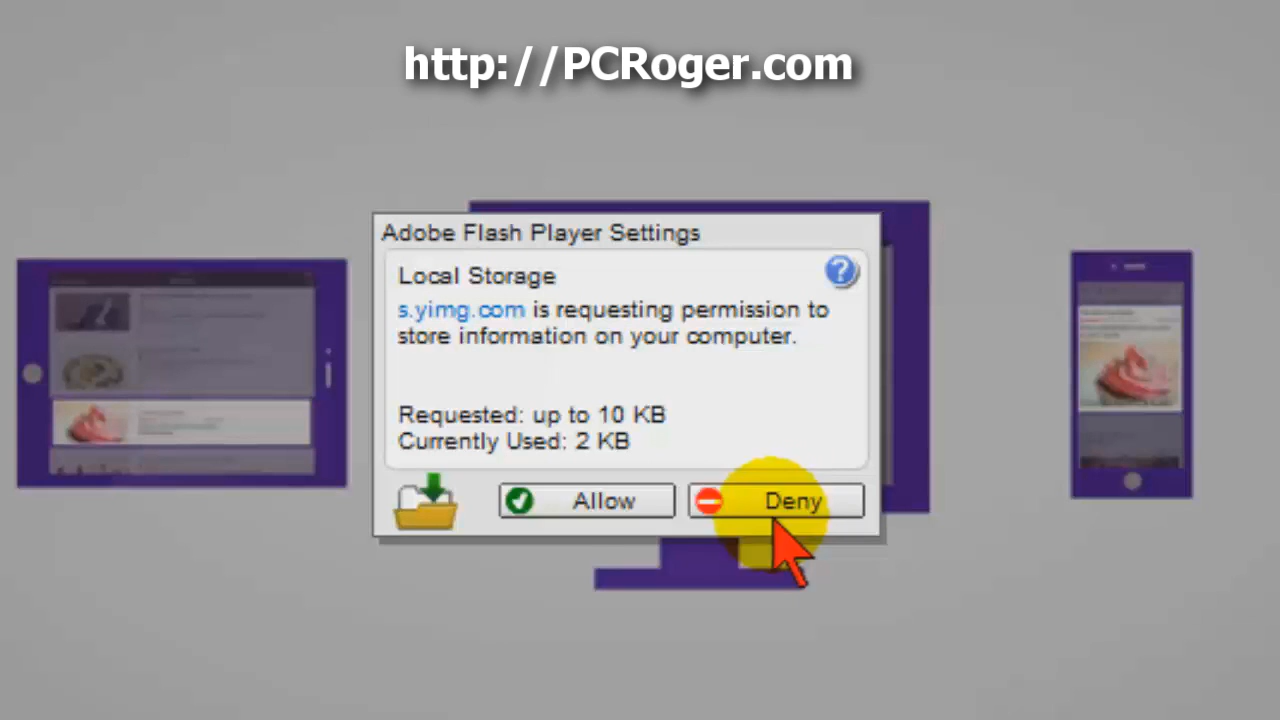 http://PCRoger.com
Adobe Flash Player Settings
Local Storage
s.yimg.com is requesting permission to
store information on your computer.
Requested: up to 10 KB
Currently Used: 2 KB
Allow
Deny